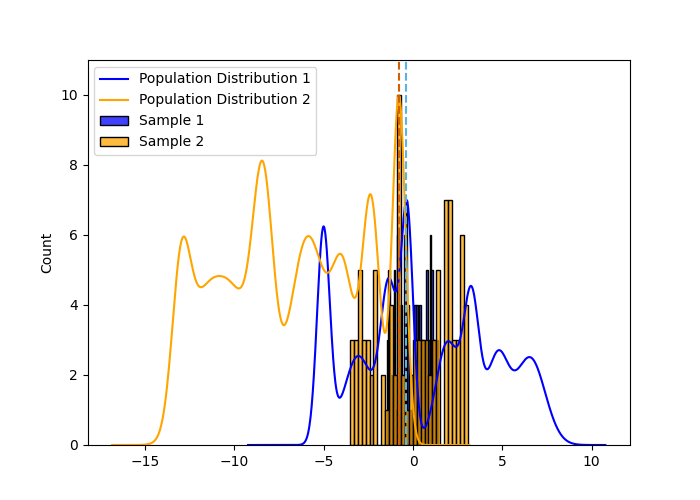 Population Distribution 1
Population Distribution 2
Sample 1
Sample 2
Count
10
8
6
4
2
0
−15
−10
−5
0
5
10